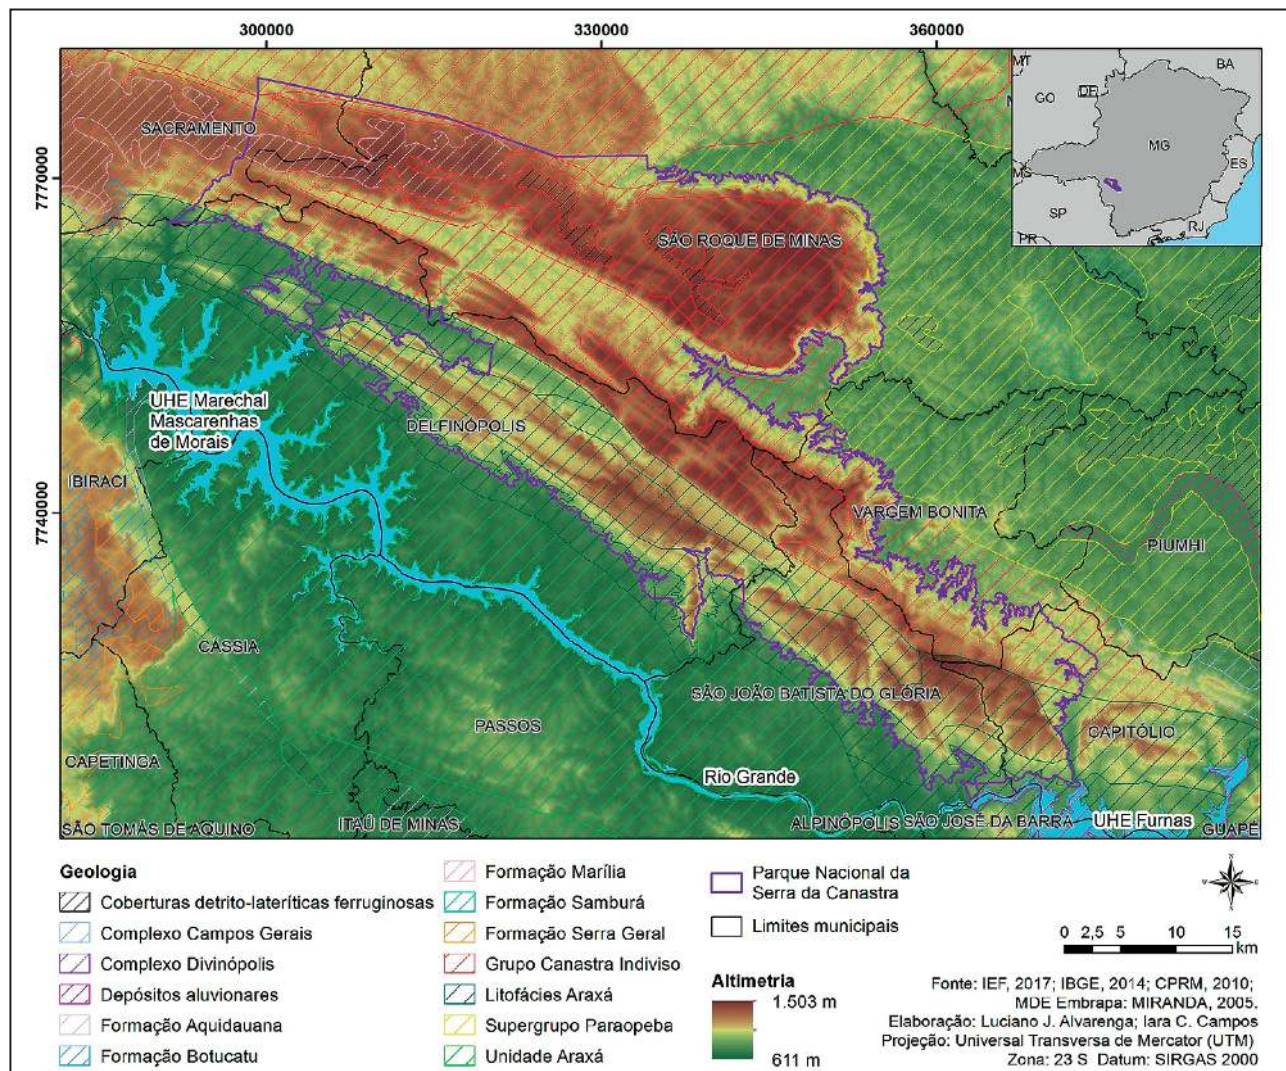 300000
330000
360000
7770000
7740000
MT
BA
GO
DF
MG
ES
MS
SP
RJ
PR
SACRAMENTO
SÃO ROQUE DE MINAS
UHE Marechal
Mascarenhas
de Morais
DELFINÓPOLIS
IBIRACI
VARGEM BONITA
PIUMHI
CÁSSIA
SÃO JOÃO BATISTA DO GLÓRIA
PASSOS
CAPITÓLIO
CAPETINGA
Rio Grande
SÃO TOMÁS DE AQUINO
ITAÚ DE MINAS
ALPINÓPOLIS
SÃO JOSÉ DA BARRA
UHE Furnas
GUAPÉ
Geologia
Coberturas detrito-lateríticas ferruginosas
Complexo Campos Gerais
Complexo Divinópolis
Depósitos aluvionares
Formação Aquidauana
Formação Botucatu
Formação Marília
Formação Samburá
Formação Serra Geral
Grupo Canastra Indiviso
Litofácies Araxá
Supergrupo Paraopeba
Unidade Araxá
Parque Nacional da
Serra da Canastra
Limites municipais
Altimetria
1.503 m
611 m
0 2,5 5 10 15
km
Fonte: IEF, 2017; IBGE, 2014; CPRM, 2010;
MDE Embrapa: MIRANDA, 2005.
Elaboração: Luciano J. Alvarenga; Iara C. Campos
Projeção: Universal Transversa de Mercator (UTM)
Zona: 23 S Datum: SIRGAS 2000